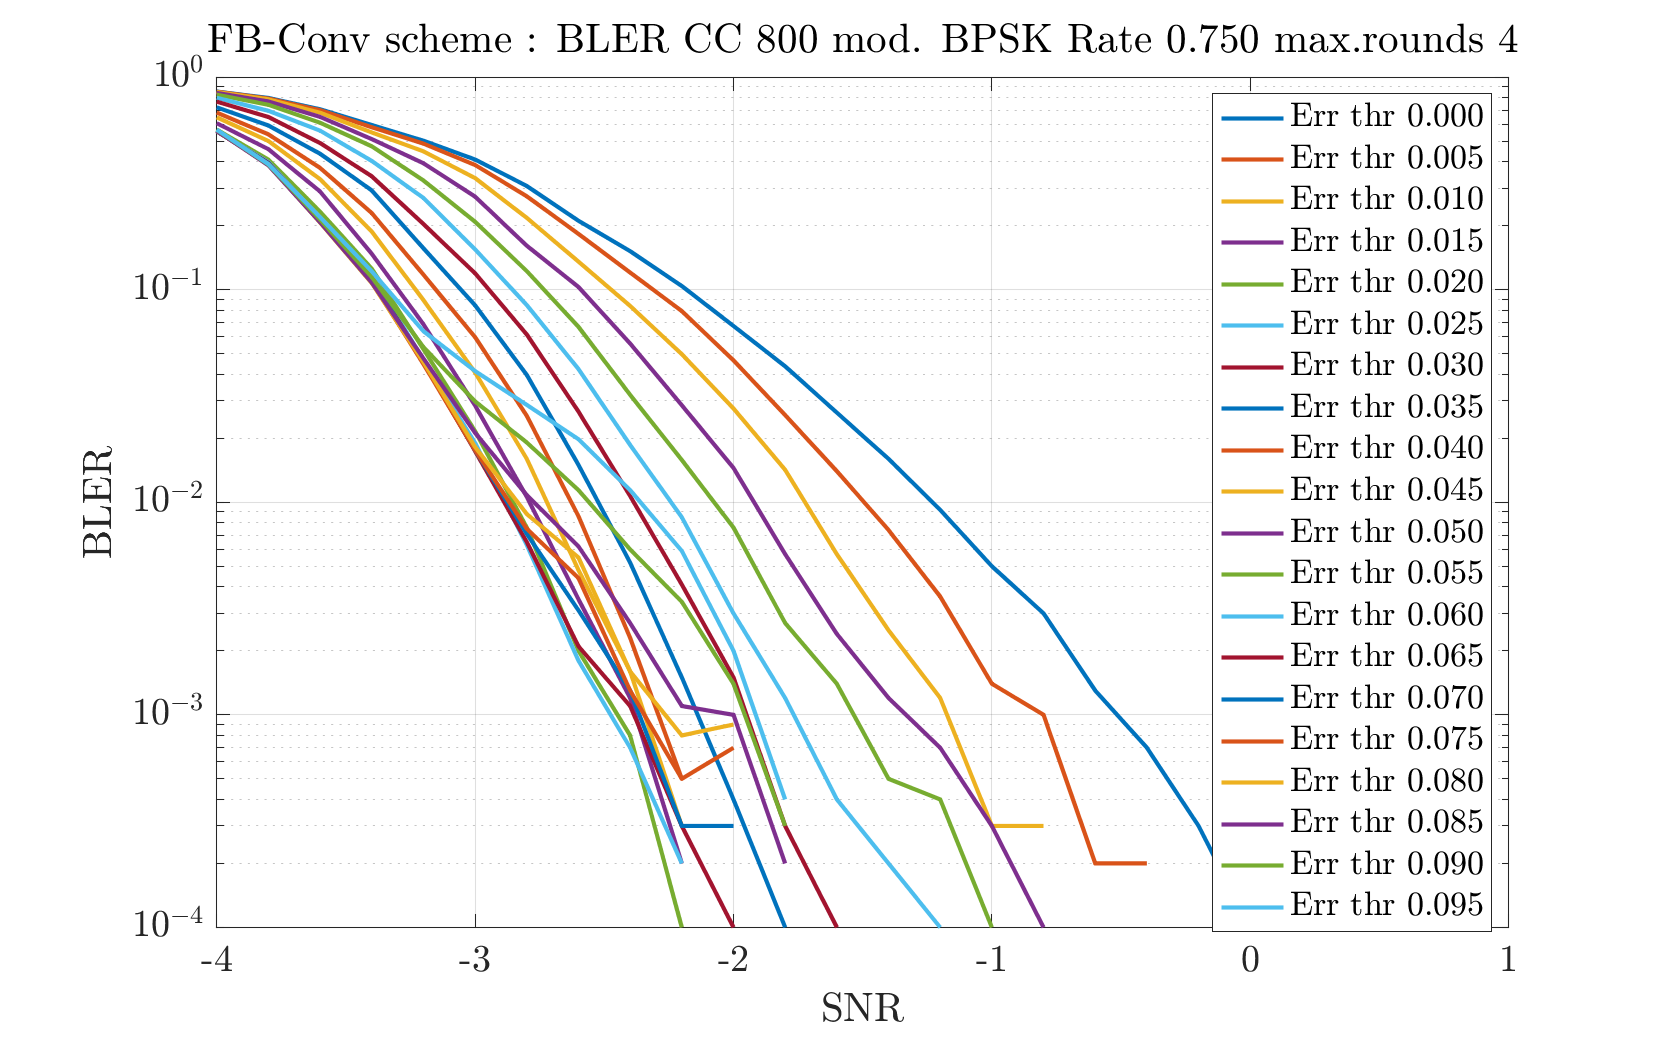 FB-Conv scheme : BLER CC 800 mod. BPSK Rate 0.750 max.rounds 4
10^0
10^-1
10^-2
10^-3
10^-4
BLER
-4
-3
-2
-1
0
1
SNR
Err thr 0.000
Err thr 0.005
Err thr 0.010
Err thr 0.015
Err thr 0.020
Err thr 0.025
Err thr 0.030
Err thr 0.035
Err thr 0.040
Err thr 0.045
Err thr 0.050
Err thr 0.055
Err thr 0.060
Err thr 0.065
Err thr 0.070
Err thr 0.075
Err thr 0.080
Err thr 0.085
Err thr 0.090
Err thr 0.095